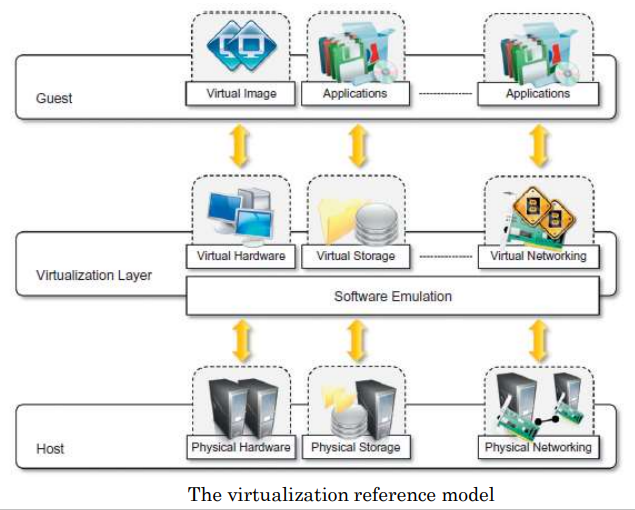 Guest
Virtual Image
Applications
Applications
Virtualization Layer
Virtual Hardware
Virtual Storage
Virtual Networking
Software Emulation
Host
Physical Hardware
Physical Storage
Physical Networking
The virtualization reference model